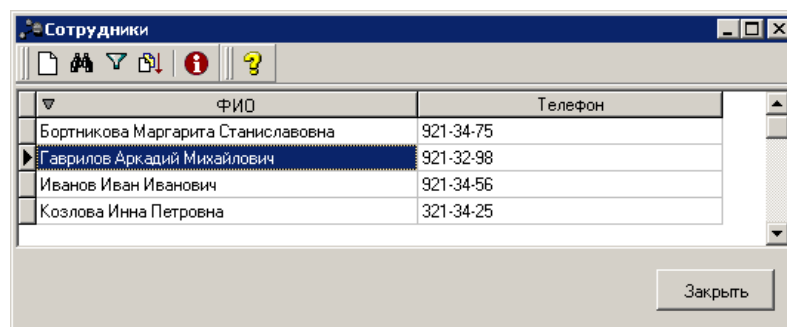 Сотрудники
ФИО Телефон
Бортникова Маргарита Станиславовна 921-34-75
Гаврилов Аркадий Михайлович 921-32-98
Иванов Иван Иванович 921-34-56
Козлова Инна Петровна 321-34-25
Закрыть